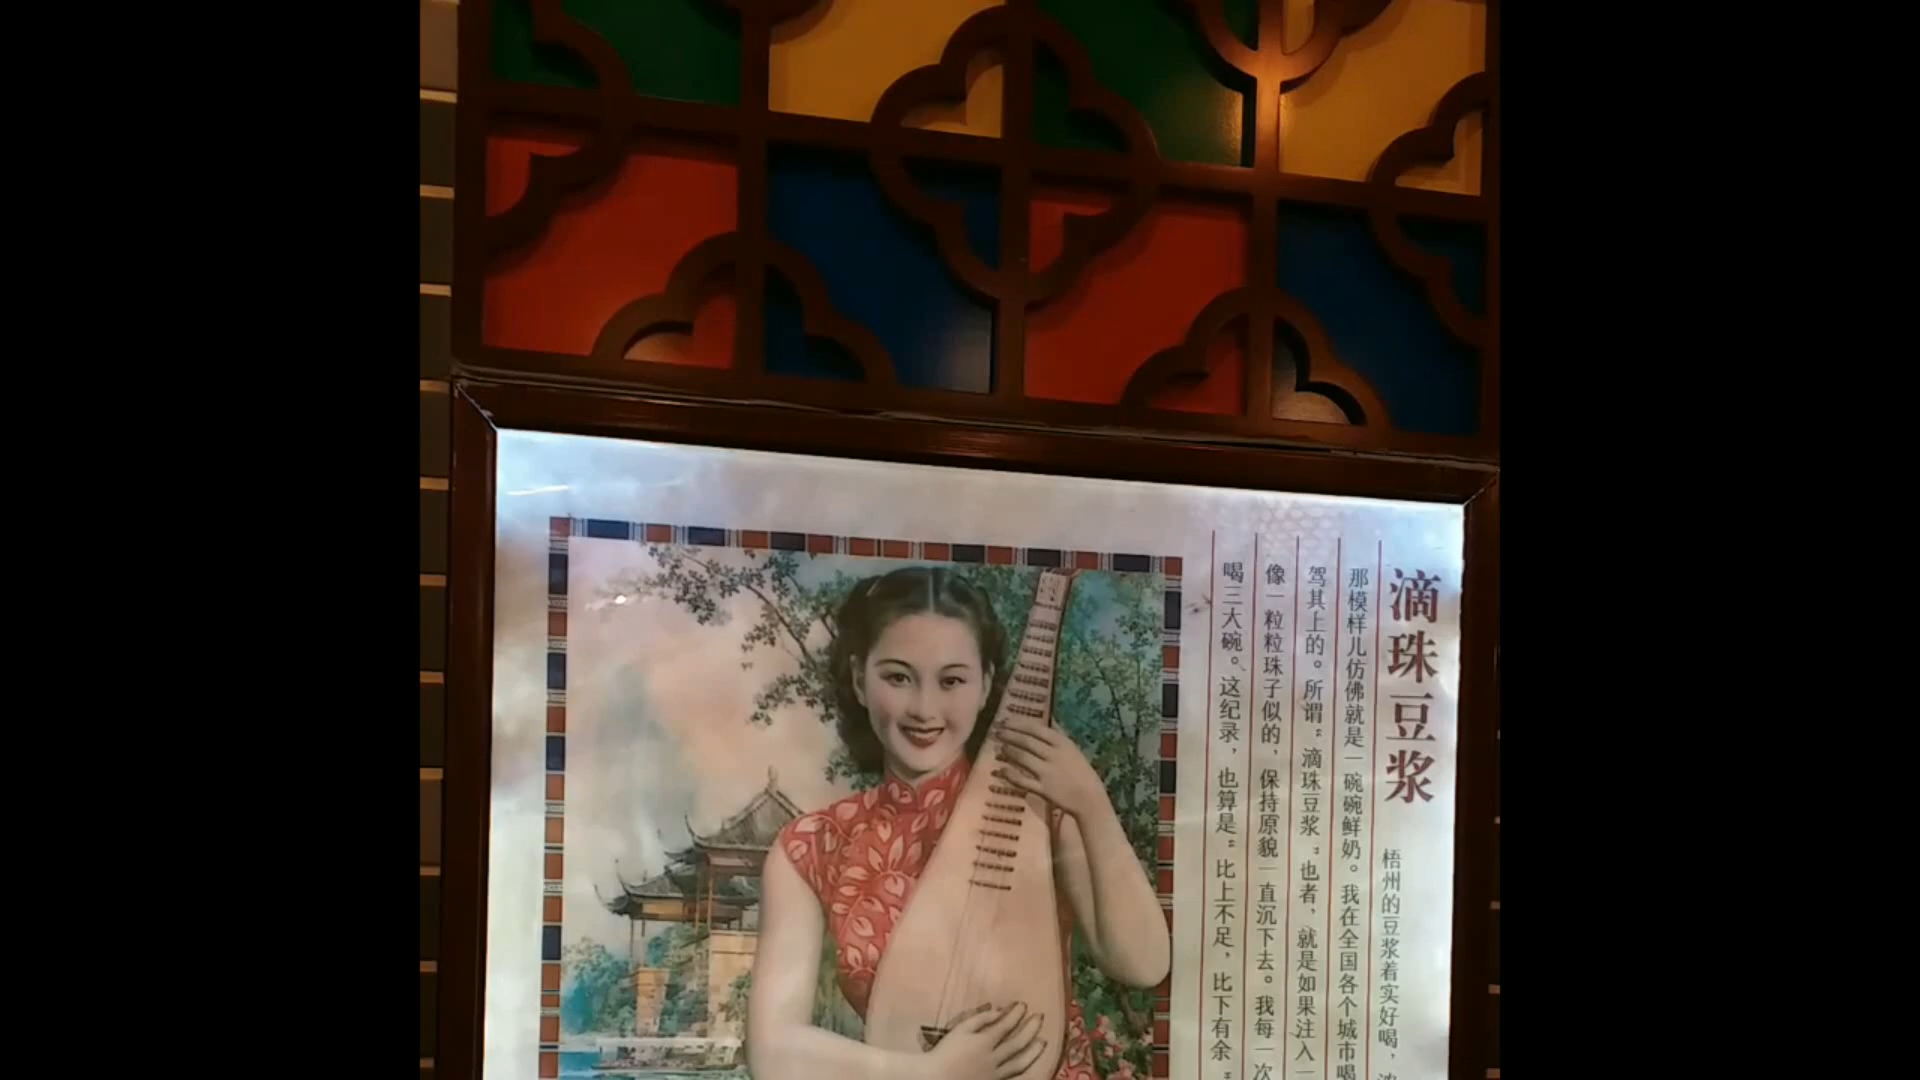 滴珠豆浆
梧州的豆浆着实好喝，
那模样儿仿佛就是一碗碗鲜奶。我在全国各个城市喝
驾其上的。所谓“滴珠豆浆”也者，就是如果注入一
像一粒粒珠子似的，保持原貌一直沉下去。我每一次
喝三大碗。这纪录，也算是“比上不足，比下有余”